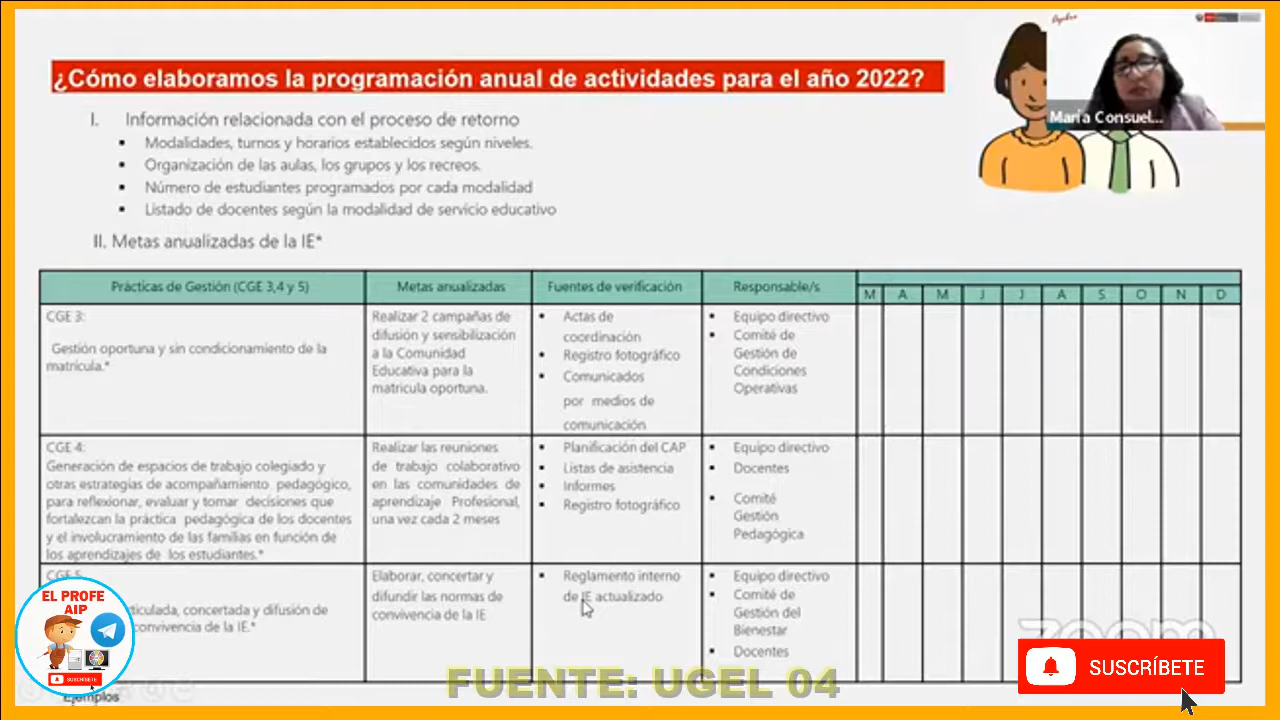 ¿Cómo elaboramos la programación anual de actividades para el año 2022?
María Consuel...
I. Información relacionada con el proceso de retorno
▪ Modalidades, turnos y horarios establecidos según niveles.
▪ Organización de las aulas, los grupos y los recreos.
▪ Número de estudiantes programados por cada modalidad
▪ Listado de docentes según la modalidad de servicio educativo
II. Metas anualizadas de la IE*
Prácticas de Gestión (CGE 3,4 y 5)
Metas anualizadas
Fuentes de verificación
Responsable/s
M A M J J A S O N D
CGE 3:
Gestión oportuna y sin condicionamiento de la
matrícula.*
Realizar 2 campañas de
difusión y sensibilización
a la Comunidad
Educativa para la
matricula oportuna.
▪ Actas de
coordinación
▪ Registro fotográfico
▪ Comunicados
por medios de
comunicación
▪ Equipo directivo
▪ Comité de
Gestión de
Condiciones
Operativas
CGE 4:
Generación de espacios de trabajo colegiado y
otras estrategias de acompañamiento pedagógico,
para reflexionar, evaluar y tomar decisiones que
fortalezcan la práctica pedagógica de los docentes
y el involucramiento de las familias en función de
los aprendizajes de los estudiantes.*
Realizar las reuniones
de trabajo colaborativo
en las comunidades de
aprendizaje Profesional,
una vez cada 2 meses
▪ Planificación del CAP
▪ Listas de asistencia
▪ Informes
▪ Registro fotográfico
▪ Equipo directivo
▪ Docentes
▪ Comité
Gestión
Pedagógica
CGE 5
ticulada, concertada y difusión de
convivencia de la IE.*
Elaborar, concertar y
difundir las normas de
convivencia de la IE
▪ Reglamento interno
de IE actualizado
▪ Equipo directivo
▪ Comité de
Gestión del
Bienestar
▪ Docentes
EL PROFE
AIP
SUSCRÍBETE
zoom
SUSCRÍBETE
FUENTE: UGEL 04
Ejemplos